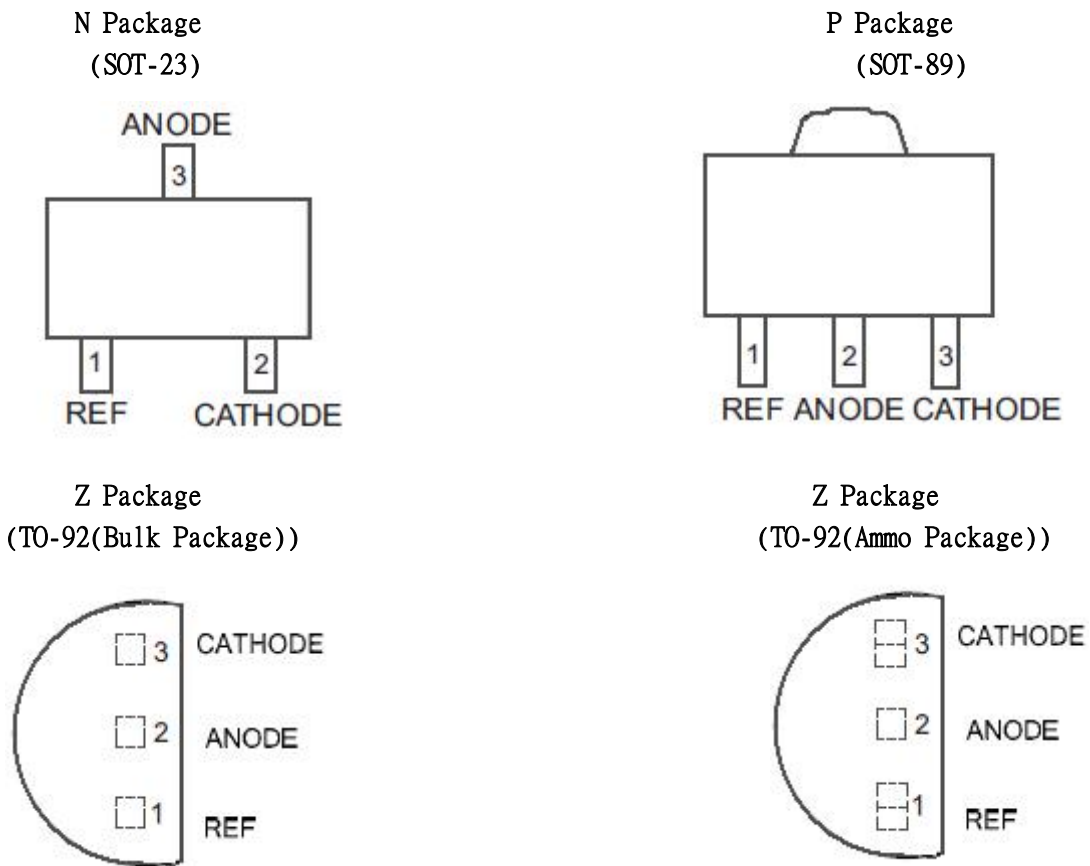 N Package
(SOT-23)
ANODE
3
1
2
REF
CATHODE
P Package
(SOT-89)
1
2
3
REF ANODE CATHODE
Z Package
(TO-92(Bulk Package))
3 CATHODE
2 ANODE
1 REF
Z Package
(TO-92(Ammo Package))
3 CATHODE
2 ANODE
1 REF